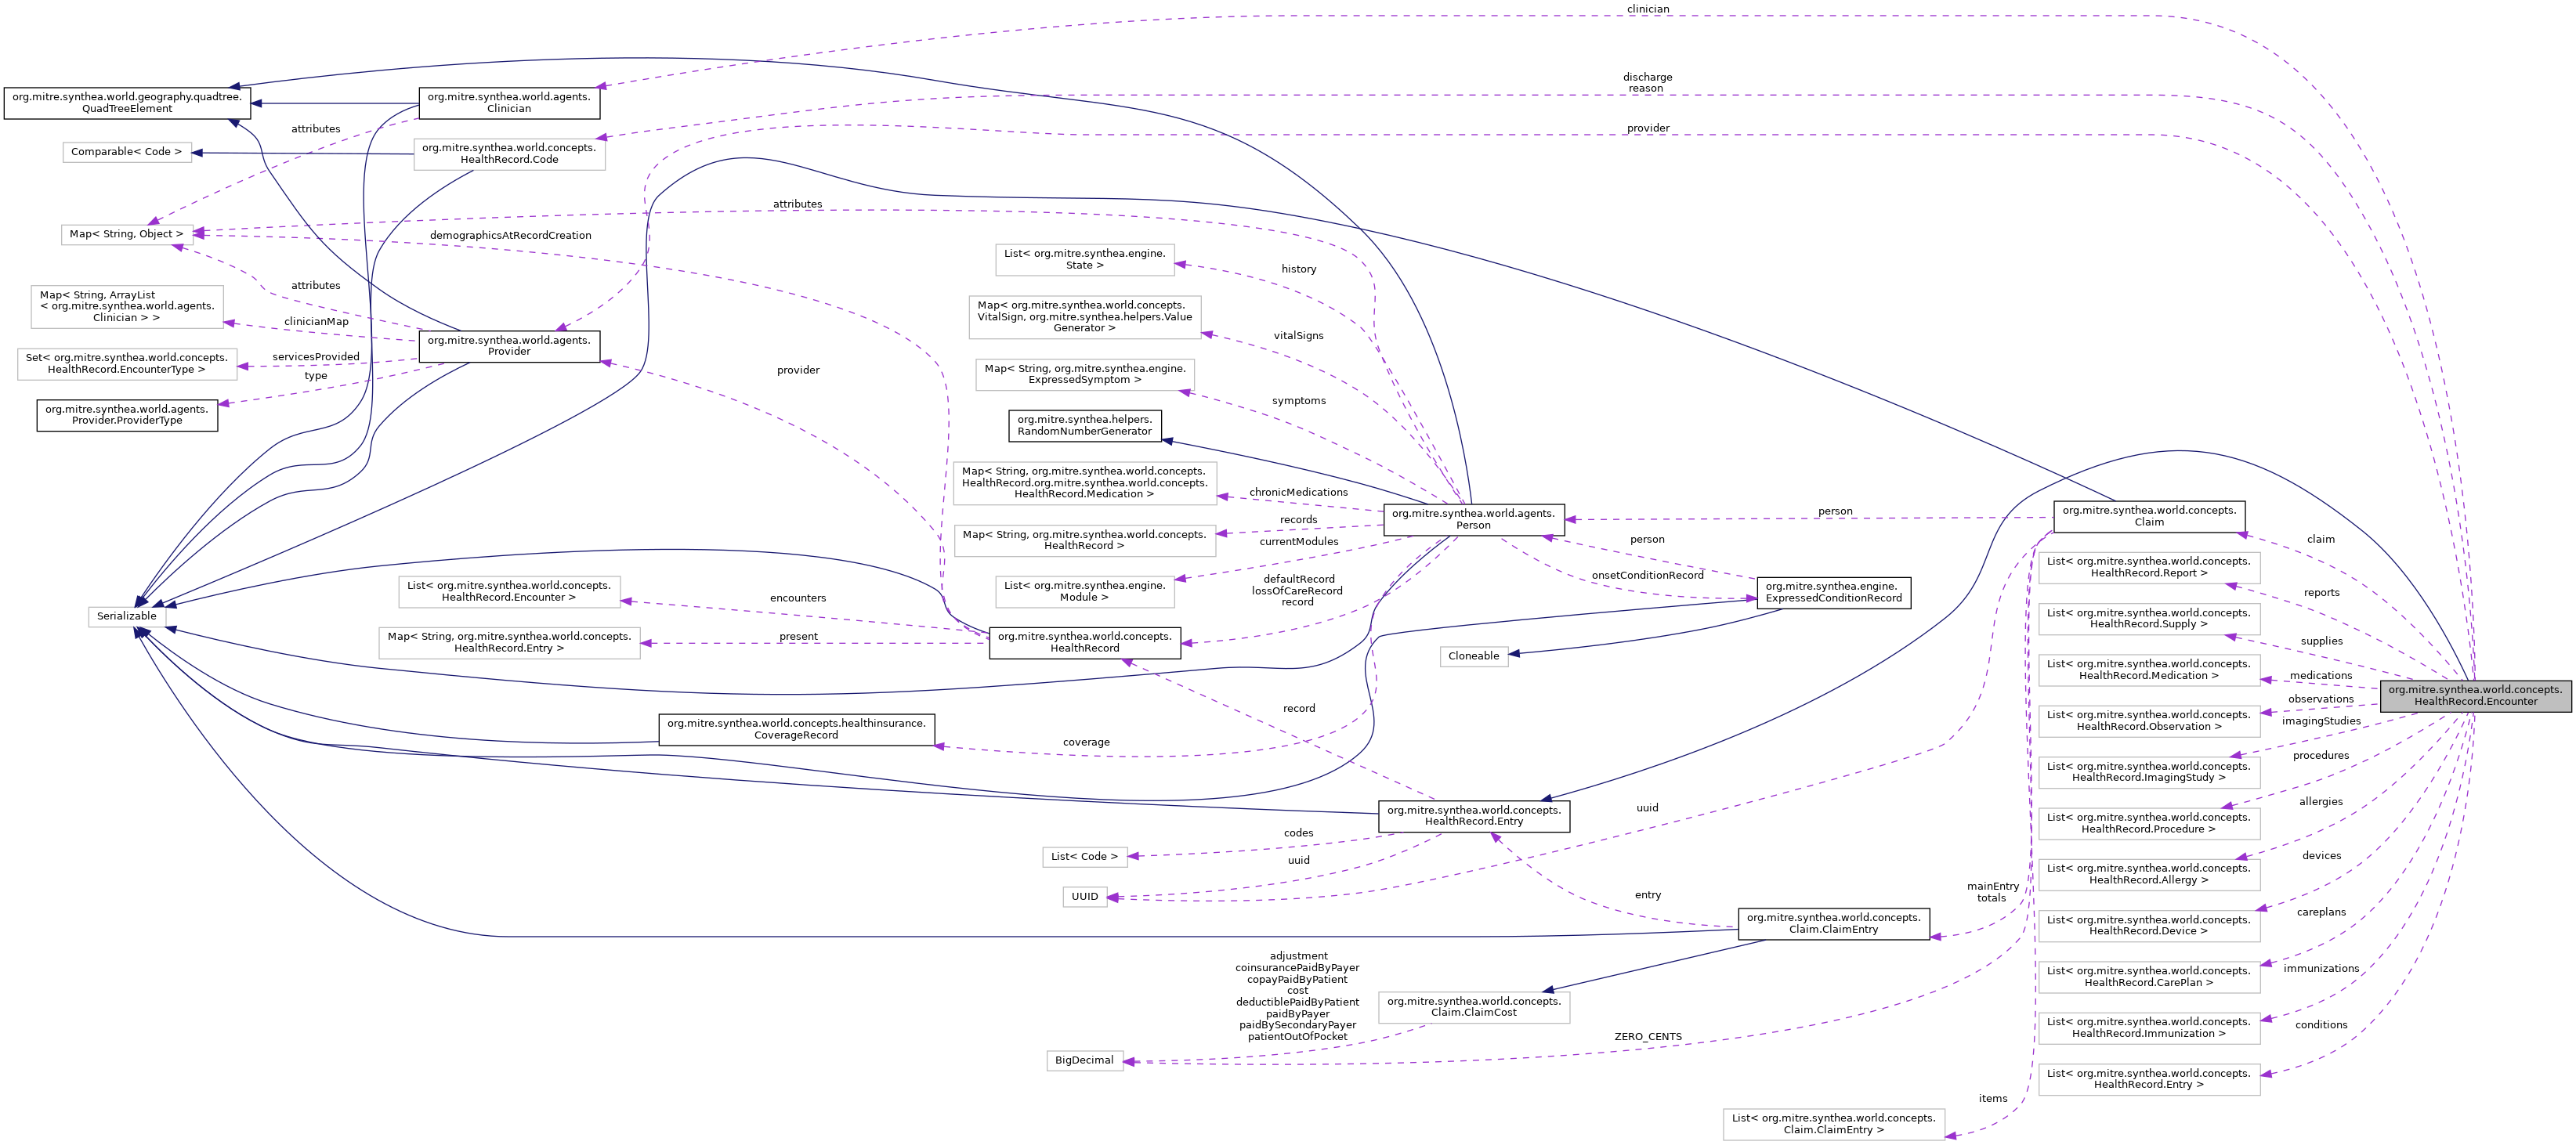 clinician
discharge
reason
provider
org.mitre.synthea.world.geography.quadtree.
QuadTreeElement
org.mitre.synthea.world.agents.
Clinician
attributes
Comparable< Code >
org.mitre.synthea.world.concepts.
HealthRecord.Code
Map< String, Object >
attributes
demographicsAtRecordCreation
attributes
Map< String, ArrayList
< org.mitre.synthea.world.agents.
Clinician > >
clinicianMap
org.mitre.synthea.world.agents.
Provider
Set< org.mitre.synthea.world.concepts.
HealthRecord.EncounterType >
servicesProvided
type
org.mitre.synthea.world.agents.
Provider.ProviderType
provider
List< org.mitre.synthea.engine.
State >
history
Map< org.mitre.synthea.world.concepts.
VitalSign, org.mitre.synthea.helpers.Value
Generator >
vitalSigns
Map< String, org.mitre.synthea.engine.
ExpressedSymptom >
symptoms
org.mitre.synthea.helpers.
RandomNumberGenerator
Map< String, org.mitre.synthea.world.concepts.
HealthRecord.org.mitre.synthea.world.concepts.
HealthRecord.Medication >
chronicMedications
Map< String, org.mitre.synthea.world.concepts.
HealthRecord >
records
currentModules
List< org.mitre.synthea.engine.
Module >
defaultRecord
lossOfCareRecord
record
org.mitre.synthea.world.agents.
Person
person
person
onsetConditionRecord
org.mitre.synthea.engine.
ExpressedConditionRecord
Cloneable
Serializable
List< org.mitre.synthea.world.concepts.
HealthRecord.Encounter >
encounters
Map< String, org.mitre.synthea.world.concepts.
HealthRecord.Entry >
present
org.mitre.synthea.world.concepts.
HealthRecord
org.mitre.synthea.world.concepts.healthinsurance.
CoverageRecord
coverage
record
org.mitre.synthea.world.concepts.
HealthRecord.Entry
List< Code >
codes
UUID
uuid
uuid
entry
org.mitre.synthea.world.concepts.
Claim.ClaimEntry
mainEntry
totals
adjustment
coinsurancePaidByPayer
copayPaidByPatient
cost
deductiblePaidByPatient
paidByPayer
paidBySecondaryPayer
patientOutOfPocket
org.mitre.synthea.world.concepts.
Claim.ClaimCost
BigDecimal
ZERO_CENTS
items
List< org.mitre.synthea.world.concepts.
Claim.ClaimEntry >
org.mitre.synthea.world.concepts.
Claim
claim
List< org.mitre.synthea.world.concepts.
HealthRecord.Report >
reports
List< org.mitre.synthea.world.concepts.
HealthRecord.Supply >
supplies
List< org.mitre.synthea.world.concepts.
HealthRecord.Medication >
medications
List< org.mitre.synthea.world.concepts.
HealthRecord.Observation >
observations
List< org.mitre.synthea.world.concepts.
HealthRecord.ImagingStudy >
imagingStudies
List< org.mitre.synthea.world.concepts.
HealthRecord.Procedure >
procedures
List< org.mitre.synthea.world.concepts.
HealthRecord.Allergy >
allergies
List< org.mitre.synthea.world.concepts.
HealthRecord.Device >
devices
List< org.mitre.synthea.world.concepts.
HealthRecord.CarePlan >
careplans
List< org.mitre.synthea.world.concepts.
HealthRecord.Immunization >
immunizations
List< org.mitre.synthea.world.concepts.
HealthRecord.Entry >
conditions
org.mitre.synthea.world.concepts.
HealthRecord.Encounter